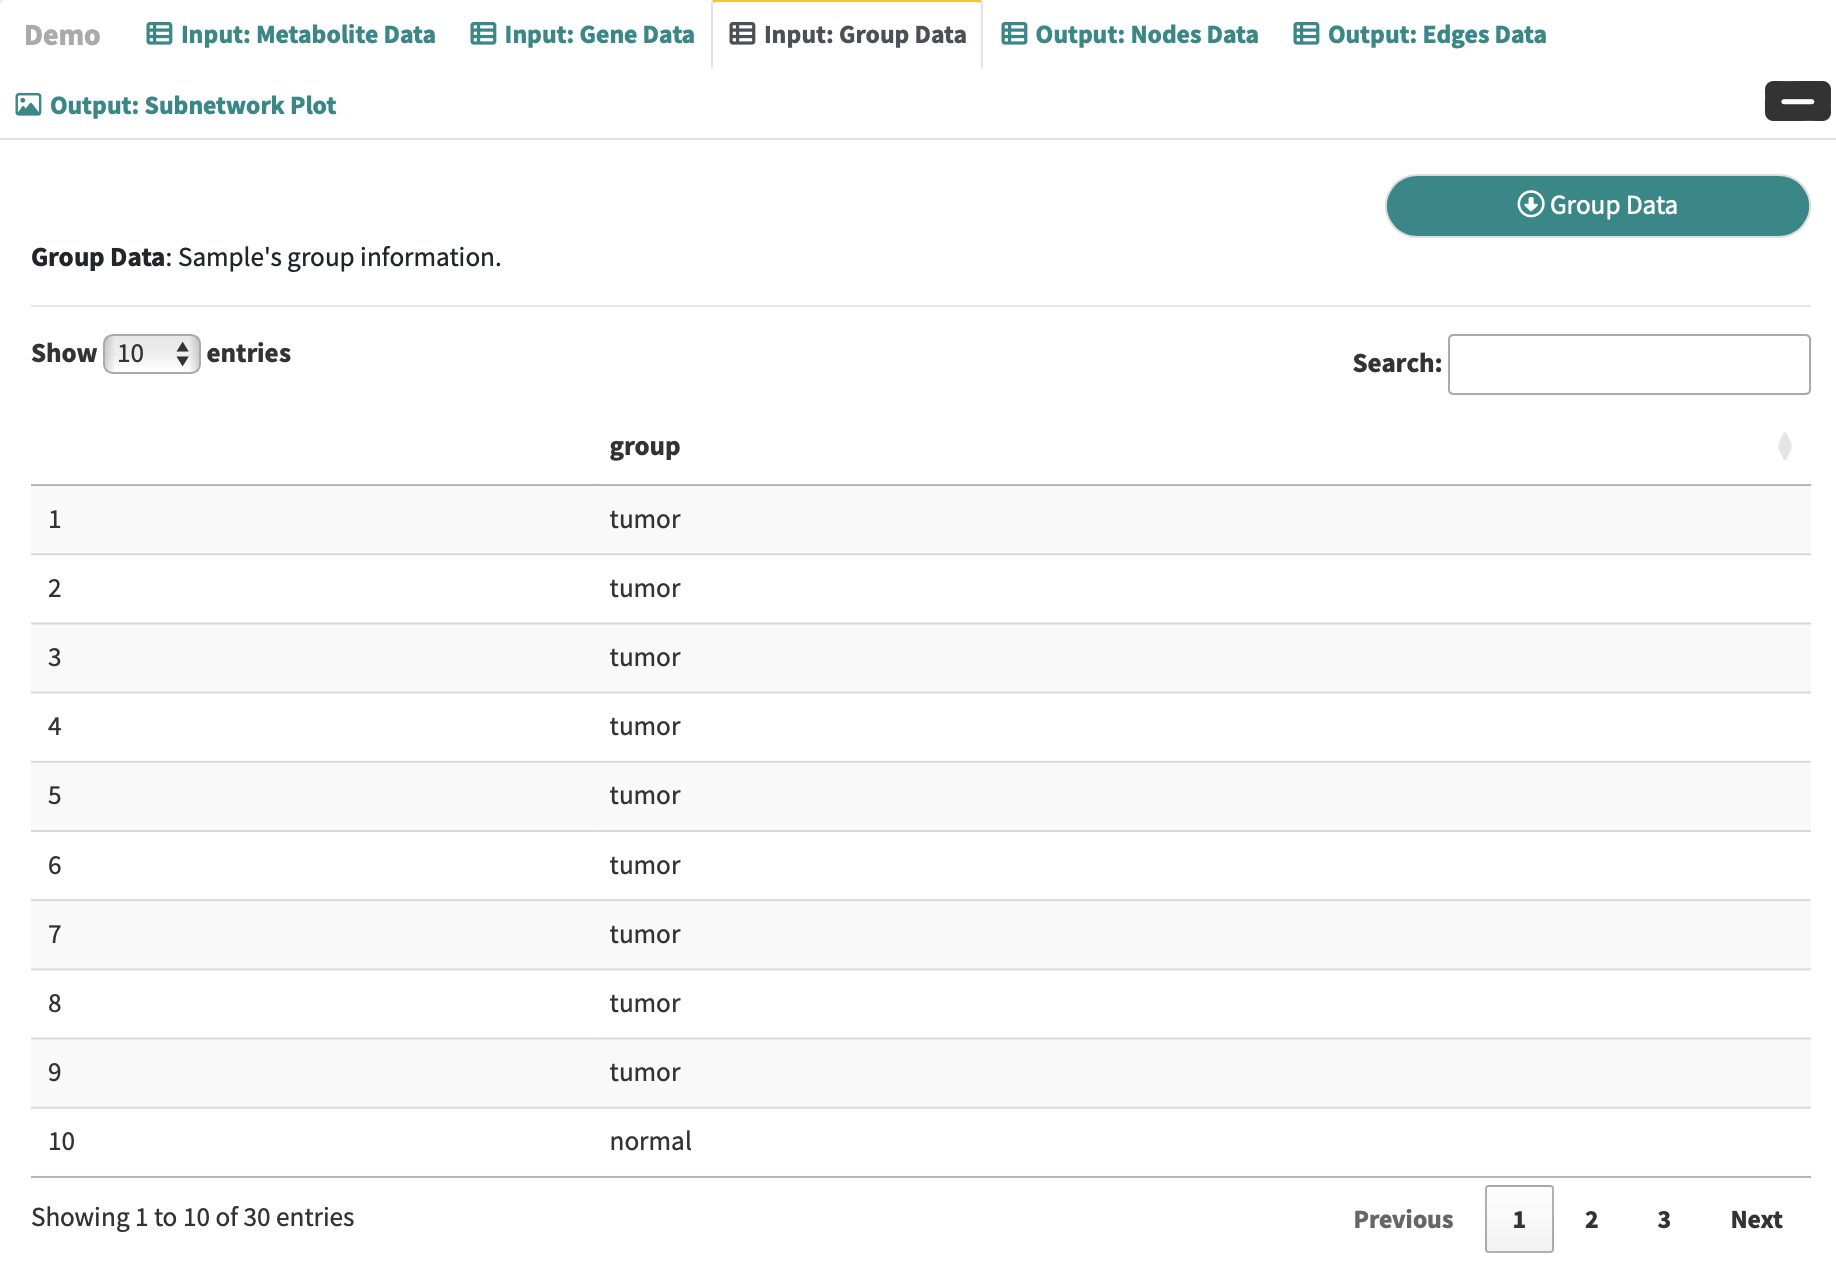 Demo Input: Metabolite Data Input: Gene Data Input: Group Data Output: Nodes Data Output: Edges Data
Output: Subnetwork Plot
Group Data
Group Data: Sample's group information.
Show 10 entries
Search:
group
1 tumor
2 tumor
3 tumor
4 tumor
5 tumor
6 tumor
7 tumor
8 tumor
9 tumor
10 normal
Showing 1 to 10 of 30 entries
Previous 1 2 3 Next